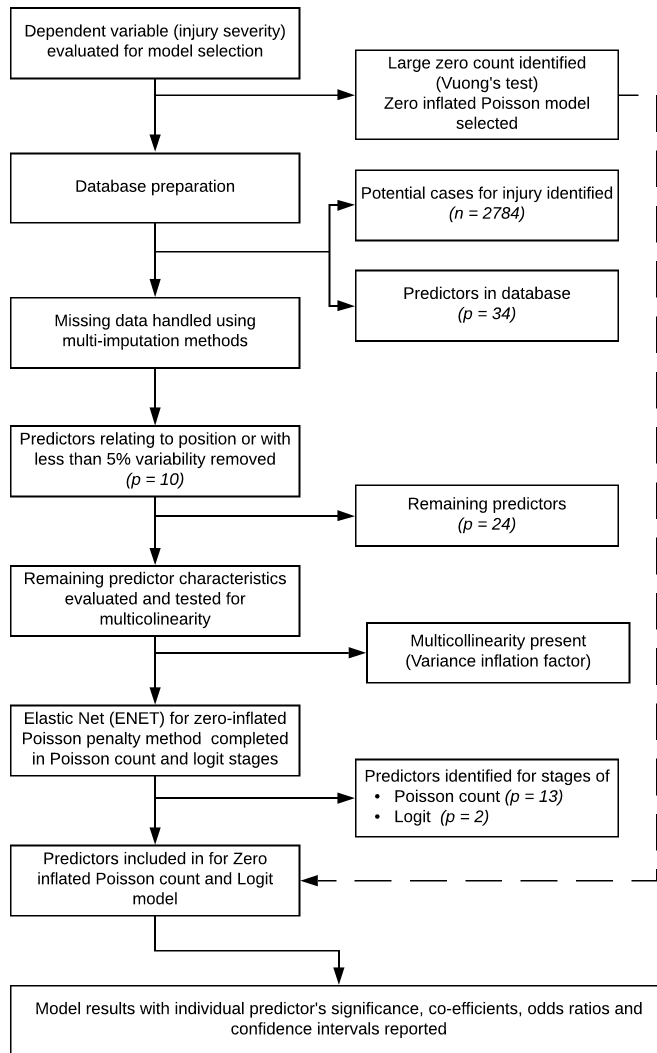 Dependent variable (injury severity)
evaluated for model selection
Large zero count identified
(Vuong's test)
Zero inflated Poisson model
selected
Database preparation
Potential cases for injury identified
(n = 2784)
Predictors in database
(p = 34)
Missing data handled using
multi-imputation methods
Predictors relating to position or with
less than 5% variability removed
(p = 10)
Remaining predictors
(p = 24)
Remaining predictor characteristics
evaluated and tested for
multicolinearity
Multicollinearity present
(Variance inflation factor)
Elastic Net (ENET) for zero-inflated
Poisson penalty method completed
in Poisson count and logit stages
Predictors identified for stages of
• Poisson count (p = 13)
• Logit (p = 2)
Predictors included in for Zero
inflated Poisson count and Logit
model
Model results with individual predictor's significance, co-efficients, odds ratios and
confidence intervals reported